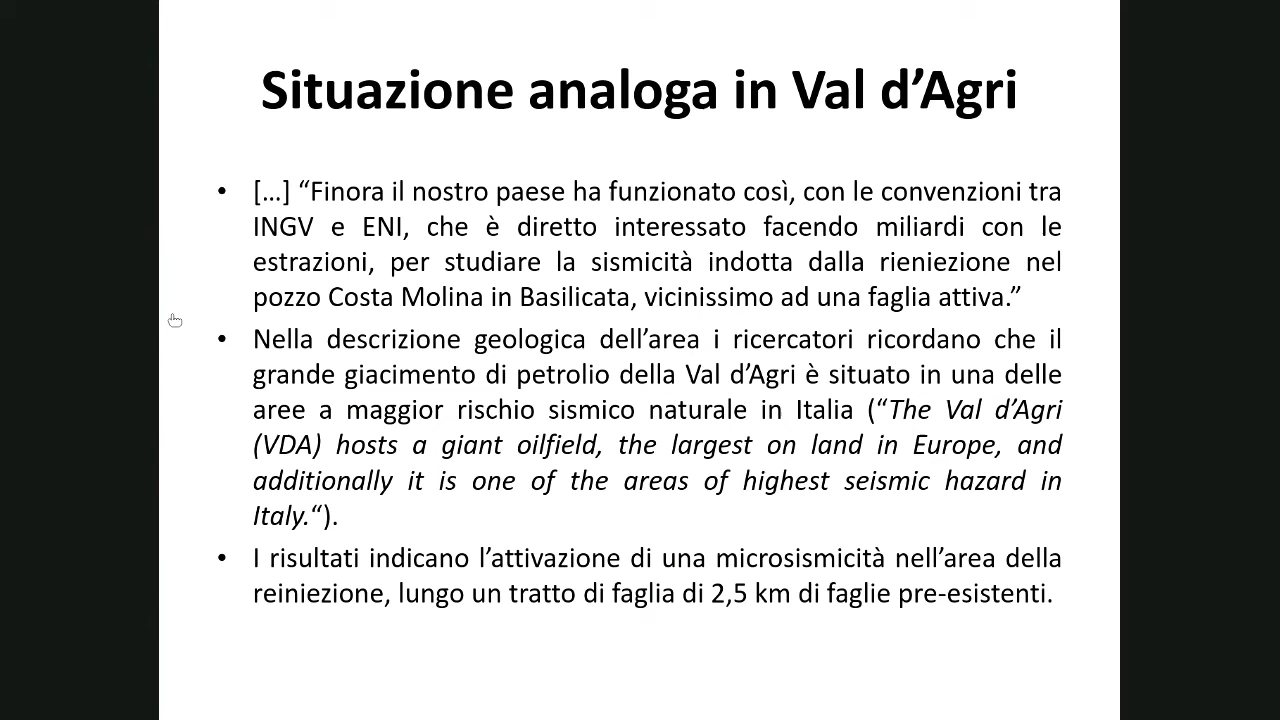 Situazione analoga in Val d’Agri
• […] “Finora il nostro paese ha funzionato così, con le convenzioni tra
INGV e ENI, che è diretto interessato facendo miliardi con le
estrazioni, per studiare la sismicità indotta dalla rieniezione nel
pozzo Costa Molina in Basilicata, vicinissimo ad una faglia attiva.”
• Nella descrizione geologica dell’area i ricercatori ricordano che il
grande giacimento di petrolio della Val d’Agri è situato in una delle
aree a maggior rischio sismico naturale in Italia (“The Val d’Agri
(VDA) hosts a giant oilfield, the largest on land in Europe, and
additionally it is one of the areas of highest seismic hazard in
Italy.“).
• I risultati indicano l’attivazione di una microsismicità nell’area della
reiniezione, lungo un tratto di faglia di 2,5 km di faglie pre-esistenti.